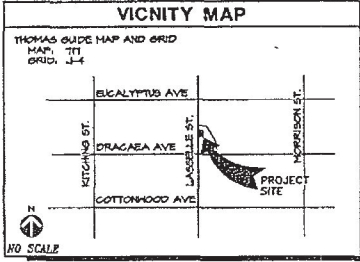 VICNITY MAP
THOMAS GUIDE MAP AND GRID
MAP: 717
GRID: J-4
EUCALYPTUS AVE
KITCHING ST.
DRACAEA AVE
LASSELLE ST.
MORRISON ST.
PROJECT
SITE
COTTONWOOD AVE
N
NO SCALE